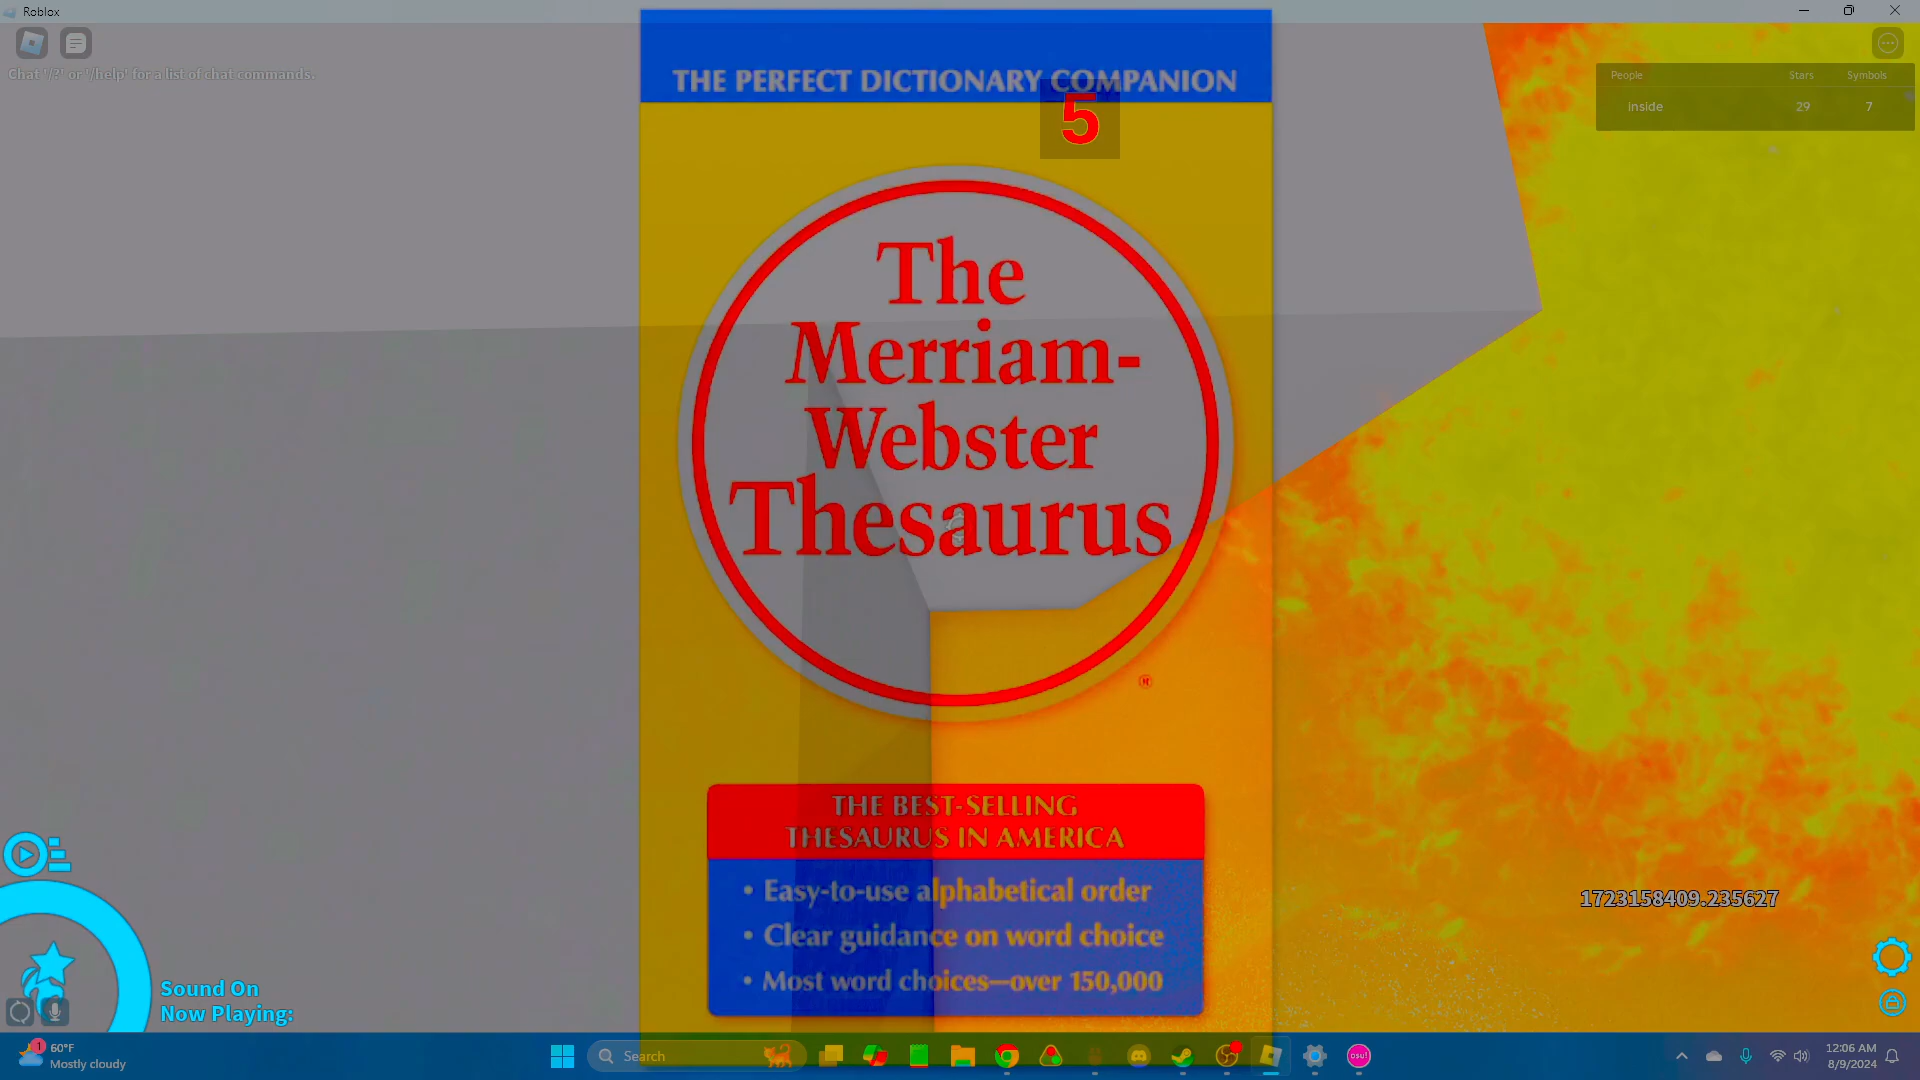 Roblox
Chat '/?' or '/help' for a list of chat commands.
THE PERFECT DICTIONARY COMPANION
5
People Stars Symbols
inside 29 7
The
Merriam-
Webster
Thesaurus
THE BEST-SELLING
THESAURUS IN AMERICA
• Easy-to-use alphabetical order
• Clear guidance on word choice
• Most word choices—over 150,000
1723158409.235627
Sound On
Now Playing:
1
60°F
Mostly cloudy
Search
osu!
12:06 AM
8/9/2024